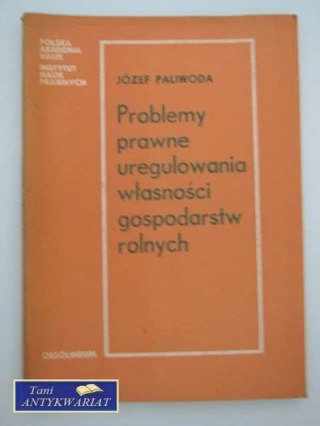 POLSKA
AKADEMIA
NAUK
INSTYTUT
NAUK
PRAWNYCH
JÓZEF PALIWODA
Problemy
prawne
uregulowania
własności
gospodarstw
rolnych
OSSOLINEUM
Tani
ANTYKWARIAT